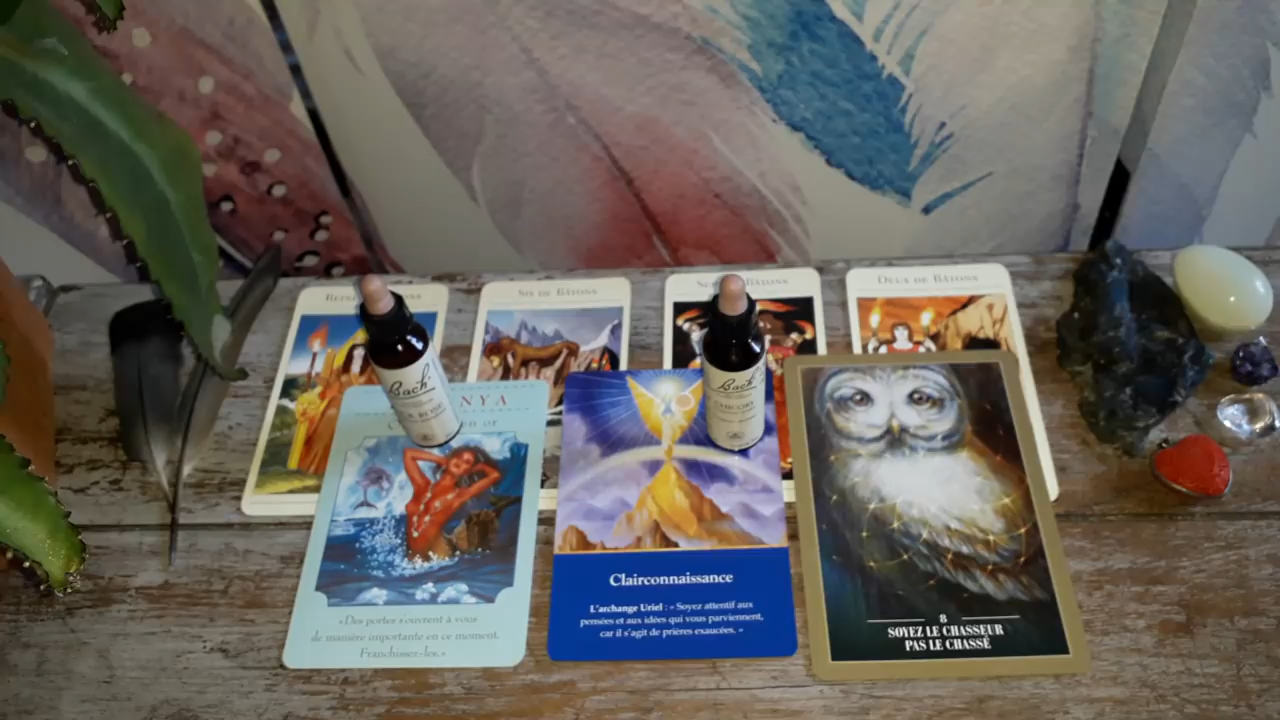 SIX DE BÂTONS
DEUX DE BÂTONS
Bach
Bach
NYA
en or
«Des portes s'ouvrent à vous
de manière importante en ce moment.
Franchissez-les.»
Clairconnaissance
L'archange Uriel : « Soyez attentif aux
pensées et aux idées qui vous parviennent,
car il s'agit de prières exaucées. »
8
SOYEZ LE CHASSEUR
PAS LE CHASSÉ